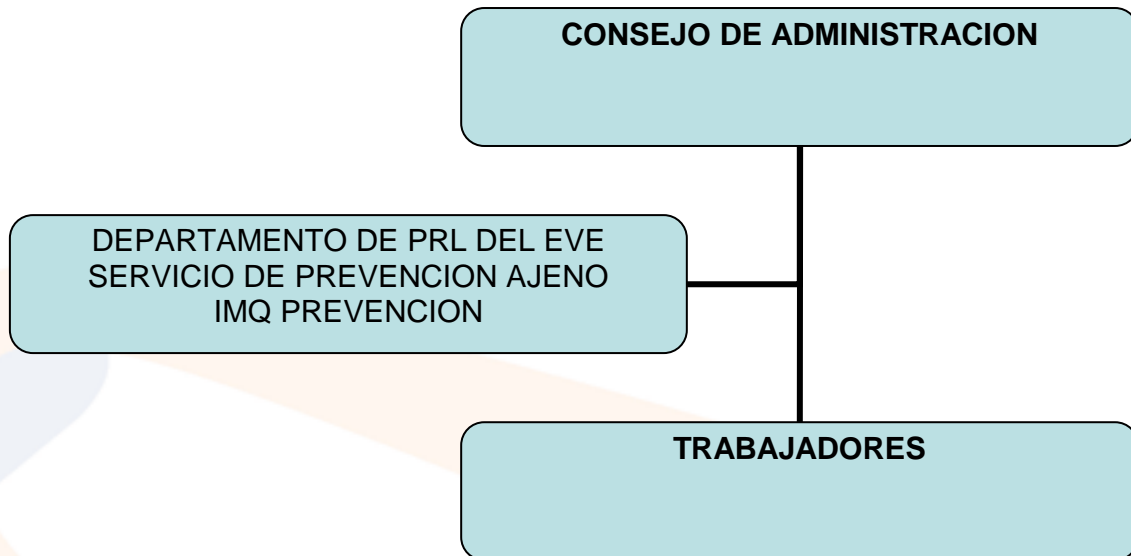 CONSEJO DE ADMINISTRACION
DEPARTAMENTO DE PRL DEL EVE
SERVICIO DE PREVENCION AJENO
IMQ PREVENCION
TRABAJADORES